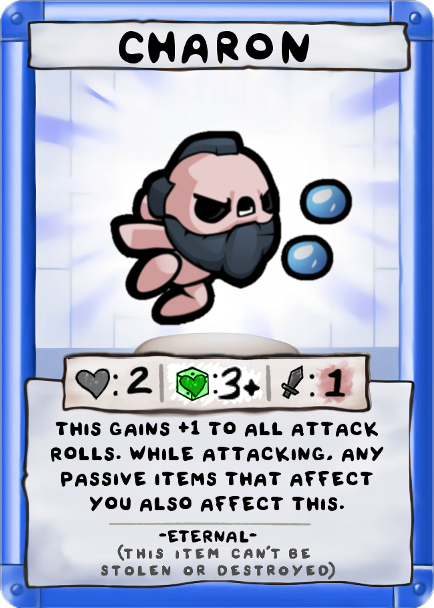 CHARON
:2 :3+ :1
THIS GAINS +1 TO ALL ATTACK
ROLLS. WHILE ATTACKING, ANY
PASSIVE ITEMS THAT AFFECT
YOU ALSO AFFECT THIS.
-ETERNAL-
(THIS ITEM CAN'T BE
STOLEN OR DESTROYED)